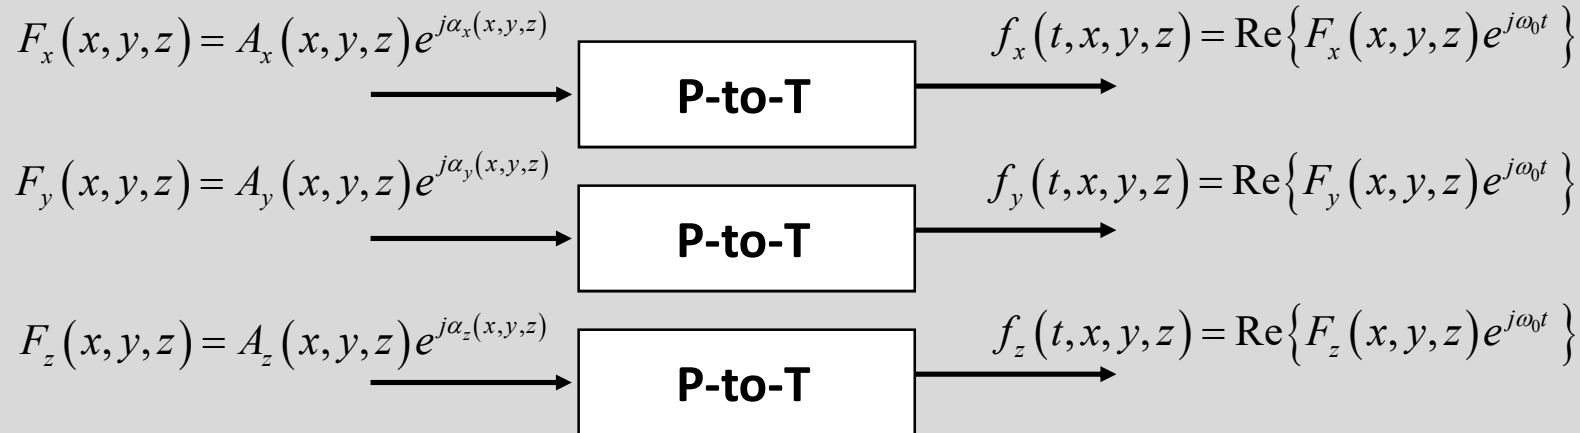 F_x(x,y,z) = A_x(x,y,z)e^{jα_x(x,y,z)} P-to-T f_x(t,x,y,z) = Re{F_x(x,y,z)e^{jω_0t}}
F_y(x,y,z) = A_y(x,y,z)e^{jα_y(x,y,z)} P-to-T f_y(t,x,y,z) = Re{F_y(x,y,z)e^{jω_0t}}
F_z(x,y,z) = A_z(x,y,z)e^{jα_z(x,y,z)} P-to-T f_z(t,x,y,z) = Re{F_z(x,y,z)e^{jω_0t}}